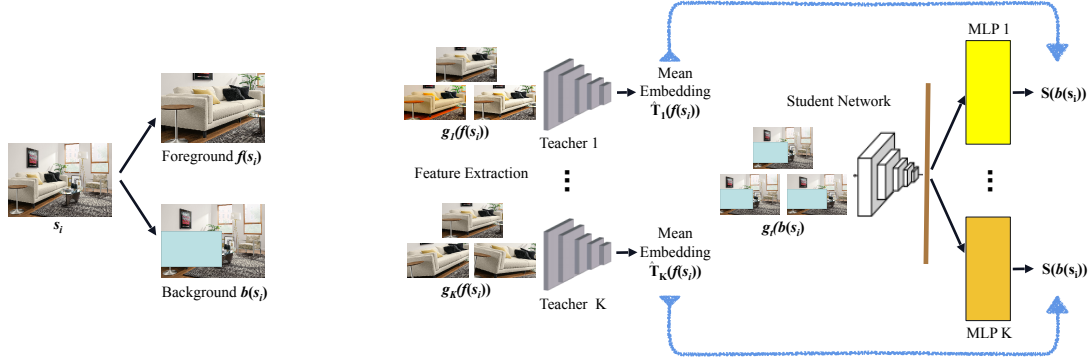 s_i
Foreground f(s_i)
Background b(s_i)
g_1(f(s_i))
Teacher 1
Mean
Embedding
T̂_1(f(s_i))
Feature Extraction
g_K(f(s_i))
Teacher K
Mean
Embedding
T̂_K(f(s_i))
Student Network
g_t(b(s_i)
MLP 1
S(b(s_i))
MLP K
S(b(s_i))